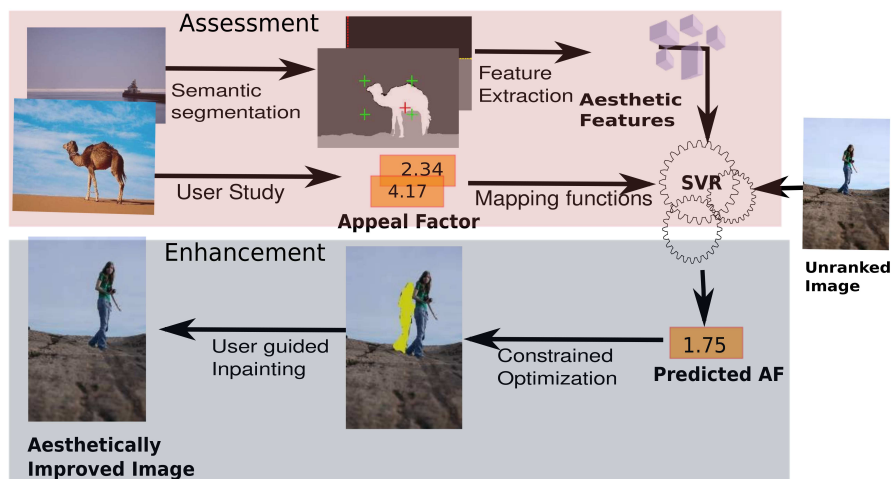 Assessment
Semantic
segmentation
Feature
Extraction
Aesthetic
Features
User Study
2.34
4.17
Appeal Factor
Mapping functions
SVR
Unranked
Image
Enhancement
1.75
Predicted AF
Constrained
Optimization
User guided
Inpainting
Aesthetically
Improved Image